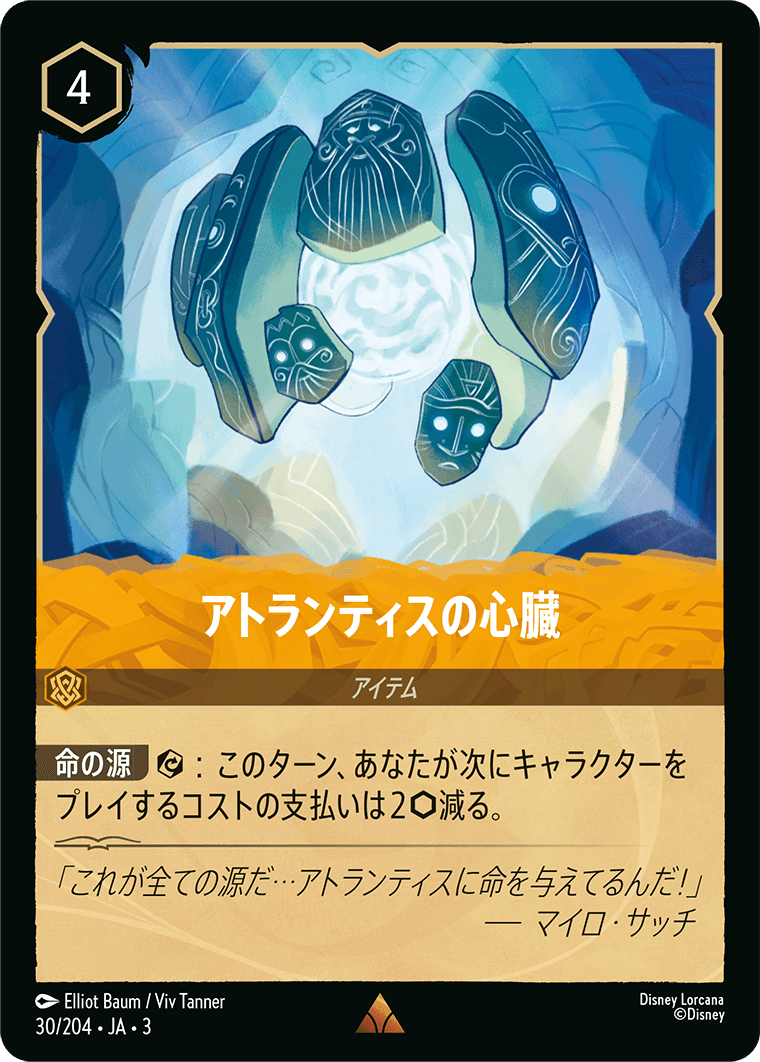 4
アトランティスの心臓
アイテム
命の源 : このターン、あなたが次にキャラクターを
プレイするコストの支払いは2⬡減る。
「これが全ての源だ…アトランティスに命を与えてるんだ!」
── マイロ・サッチ
Elliot Baum / Viv Tanner
Disney Lorcana
30/204 • JA • 3
©Disney